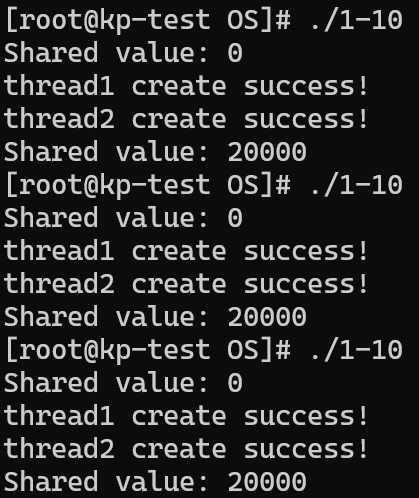 [root@kp-test OS]# ./1-10
Shared value: 0
thread1 create success!
thread2 create success!
Shared value: 20000
[root@kp-test OS]# ./1-10
Shared value: 0
thread1 create success!
thread2 create success!
Shared value: 20000
[root@kp-test OS]# ./1-10
Shared value: 0
thread1 create success!
thread2 create success!
Shared value: 20000